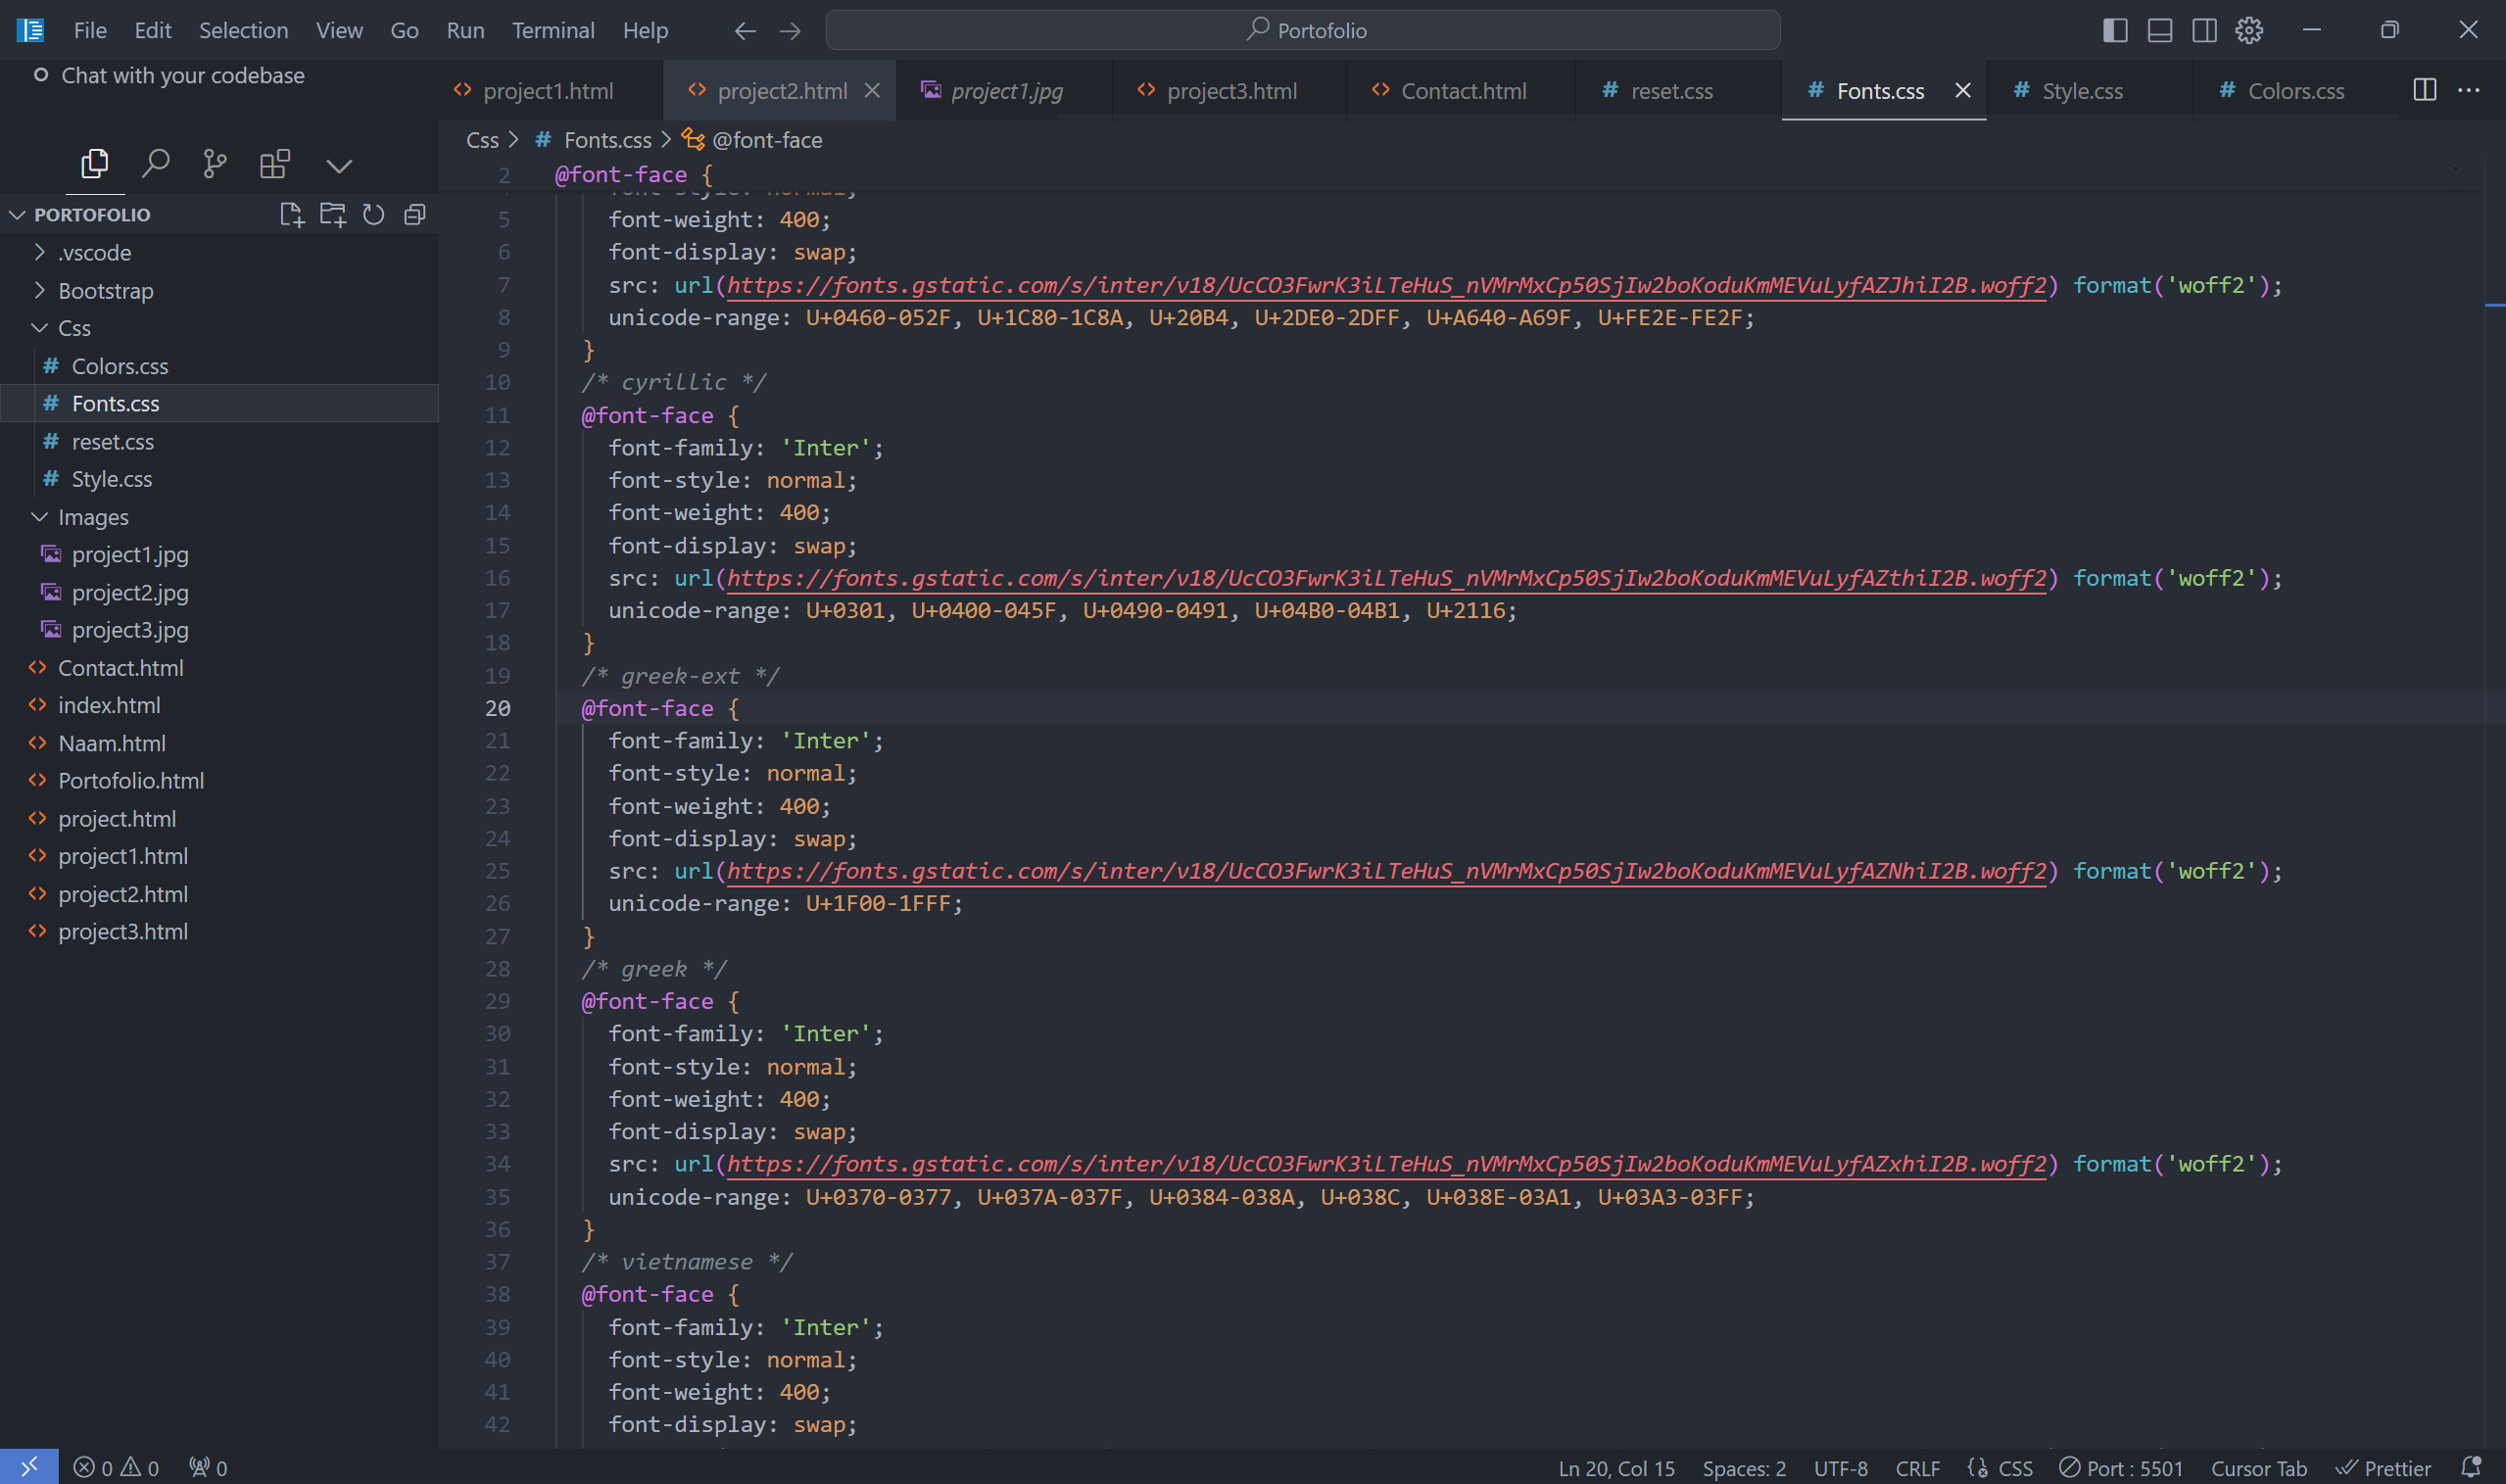 File Edit Selection View Go Run Terminal Help
Portofolio
Chat with your codebase
project1.html project2.html project1.jpg project3.html Contact.html reset.css Fonts.css Style.css Colors.css
PORTOFOLIO
.vscode
Bootstrap
Css
Colors.css
Fonts.css
reset.css
Style.css
Images
project1.jpg
project2.jpg
project3.jpg
Contact.html
index.html
Naam.html
Portofolio.html
project.html
project1.html
project2.html
project3.html
Css > # Fonts.css > @font-face
2 @font-face {
font-style: normal;
5 font-weight: 400;
6 font-display: swap;
7 src: url(https://fonts.gstatic.com/s/inter/v18/UcCO3FwrK3iLTeHuS_nVMrMxCp50SjIw2boKoduKmMEVuLyfAZJhiI2B.woff2) format('woff2');
8 unicode-range: U+0460-052F, U+1C80-1C8A, U+20B4, U+2DE0-2DFF, U+A640-A69F, U+FE2E-FE2F;
9 }
10 /* cyrillic */
11 @font-face {
12 font-family: 'Inter';
13 font-style: normal;
14 font-weight: 400;
15 font-display: swap;
16 src: url(https://fonts.gstatic.com/s/inter/v18/UcCO3FwrK3iLTeHuS_nVMrMxCp50SjIw2boKoduKmMEVuLyfAZthiI2B.woff2) format('woff2');
17 unicode-range: U+0301, U+0400-045F, U+0490-0491, U+04B0-04B1, U+2116;
18 }
19 /* greek-ext */
20 @font-face {
21 font-family: 'Inter';
22 font-style: normal;
23 font-weight: 400;
24 font-display: swap;
25 src: url(https://fonts.gstatic.com/s/inter/v18/UcCO3FwrK3iLTeHuS_nVMrMxCp50SjIw2boKoduKmMEVuLyfAZNhiI2B.woff2) format('woff2');
26 unicode-range: U+1F00-1FFF;
27 }
28 /* greek */
29 @font-face {
30 font-family: 'Inter';
31 font-style: normal;
32 font-weight: 400;
33 font-display: swap;
34 src: url(https://fonts.gstatic.com/s/inter/v18/UcCO3FwrK3iLTeHuS_nVMrMxCp50SjIw2boKoduKmMEVuLyfAZxhiI2B.woff2) format('woff2');
35 unicode-range: U+0370-0377, U+037A-037F, U+0384-038A, U+038C, U+038E-03A1, U+03A3-03FF;
36 }
37 /* vietnamese */
38 @font-face {
39 font-family: 'Inter';
40 font-style: normal;
41 font-weight: 400;
42 font-display: swap;
0 0 0 Ln 20, Col 15 Spaces: 2 UTF-8 CRLF CSS Port : 5501 Cursor Tab Prettier